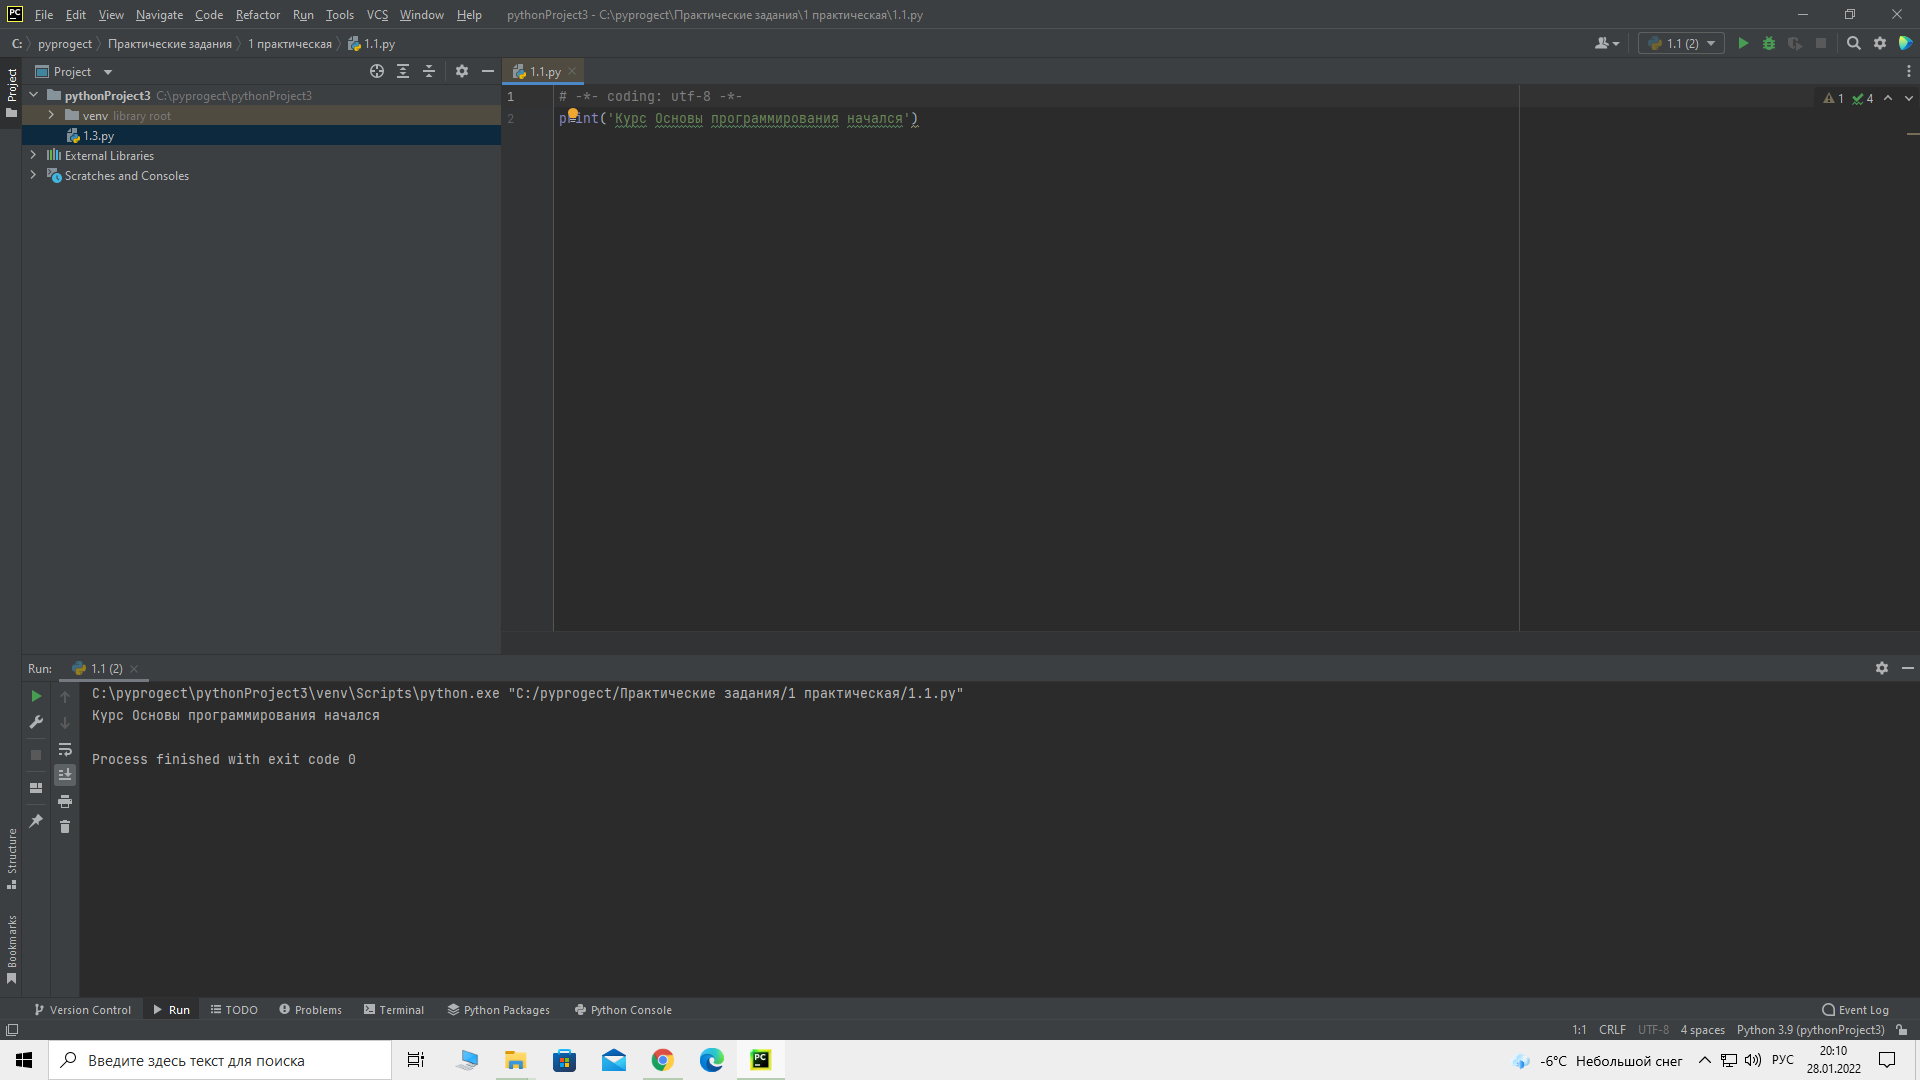 PC File Edit View Navigate Code Refactor Run Tools VCS Window Help pythonProject3 - C:\pyprogect\Практические задания\1 практическая\1.1.py
C: pyprogect Практические задания 1 практическая 1.1.py 1.1 (2)
Project Project 1.1.py
pythonProject3 C:\pyprogect\pythonProject3
venv library root
1.3.py
External Libraries
Scratches and Consoles
1 # -*- coding: utf-8 -*- 1 4
2 print('Курс Основы программирования начался')
Run: 1.1 (2)
C:\pyprogect\pythonProject3\venv\Scripts\python.exe "C:/pyprogect/Практические задания/1 практическая/1.1.py"
Курс Основы программирования начался
Process finished with exit code 0
Structure
Bookmarks
Version Control Run TODO Problems Terminal Python Packages Python Console Event Log
1:1 CRLF UTF-8 4 spaces Python 3.9 (pythonProject3)
Введите здесь текст для поиска PC -6°C Небольшой снег РУС 20:10
28.01.2022